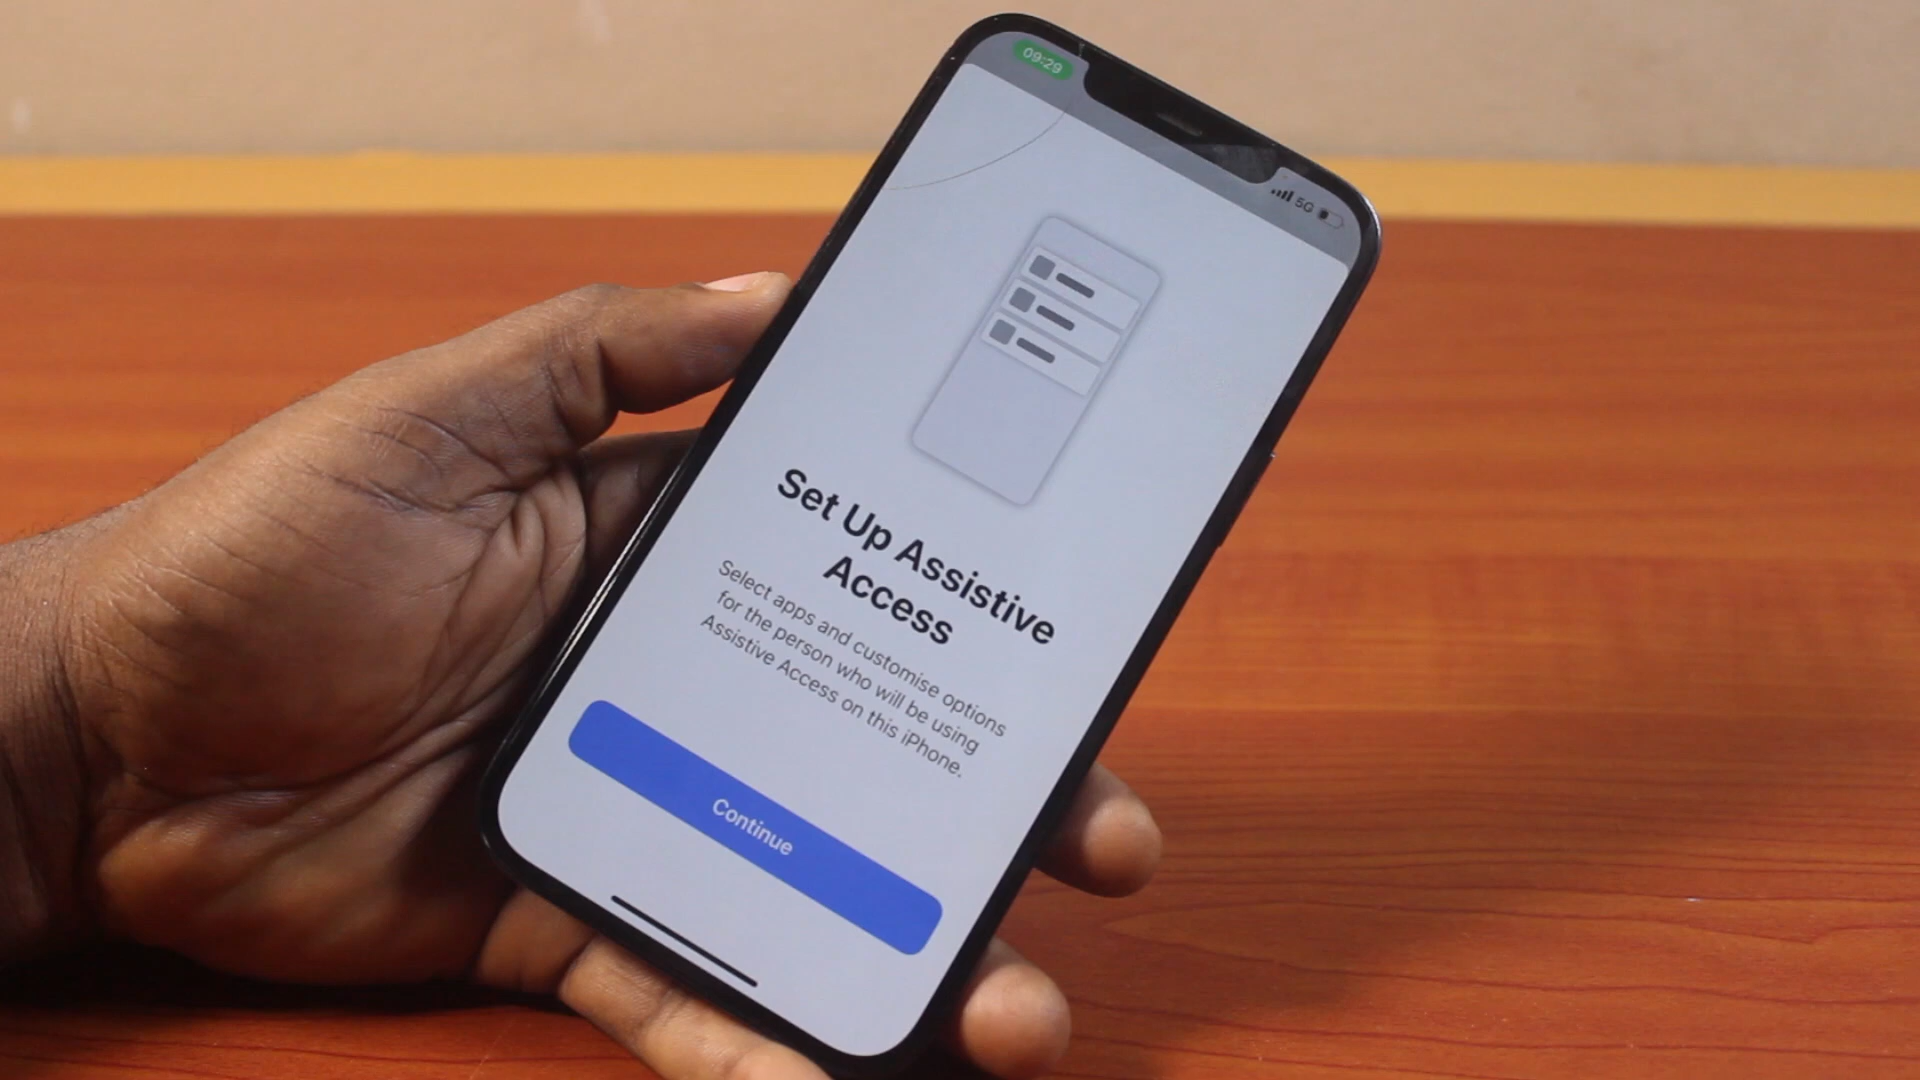 09:29
5G
Set Up Assistive
Access
Select apps and customise options
for the person who will be using
Assistive Access on this iPhone.
Continue